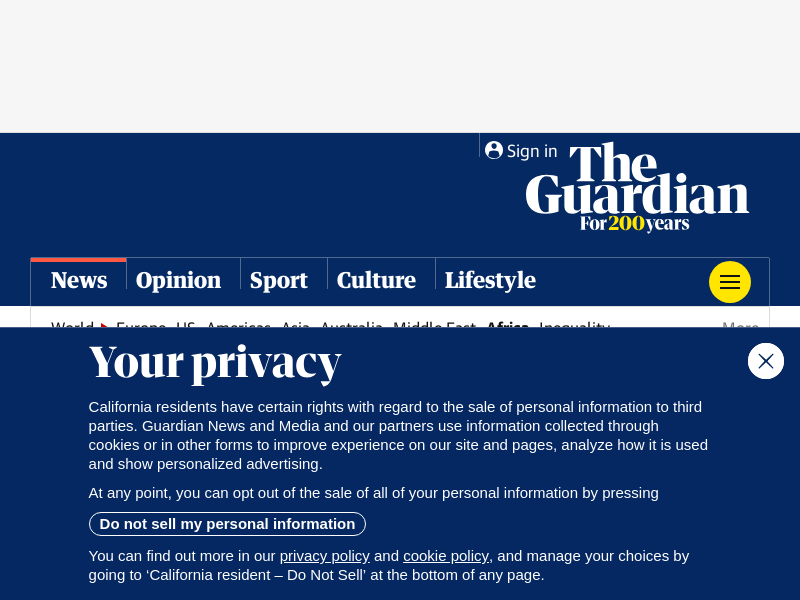 Sign in
The
Guardian
For 200 years
News Opinion Sport Culture Lifestyle
World Europe US Americas Asia Australia Middle East Africa Inequality More
Your privacy
California residents have certain rights with regard to the sale of personal information to third
parties. Guardian News and Media and our partners use information collected through
cookies or in other forms to improve experience on our site and pages, analyze how it is used
and show personalized advertising.
At any point, you can opt out of the sale of all of your personal information by pressing
Do not sell my personal information
You can find out more in our privacy policy and cookie policy, and manage your choices by
going to ‘California resident – Do Not Sell’ at the bottom of any page.